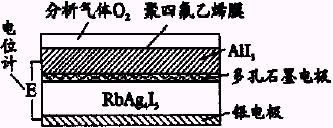 分析气体O₂ 聚四氟乙烯膜
电位计
E
AlI₃
多孔石墨电极
RbAg₄I₅
银电极